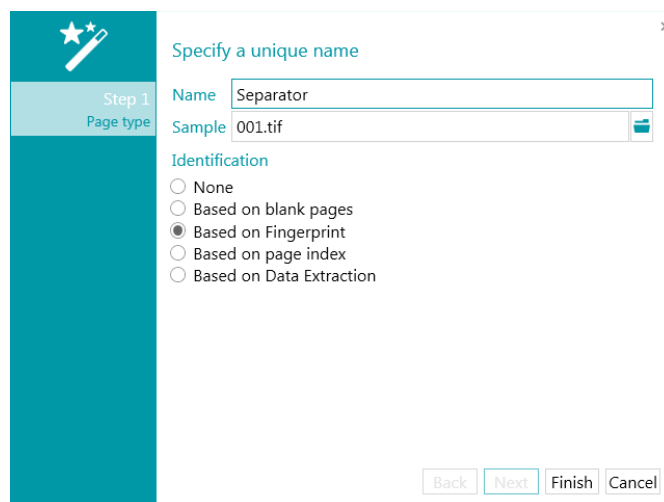 Specify a unique name
Step 1
Page type
Name Separator
Sample 001.tif
Identification
None
Based on blank pages
Based on Fingerprint
Based on page index
Based on Data Extraction
Back Next Finish Cancel